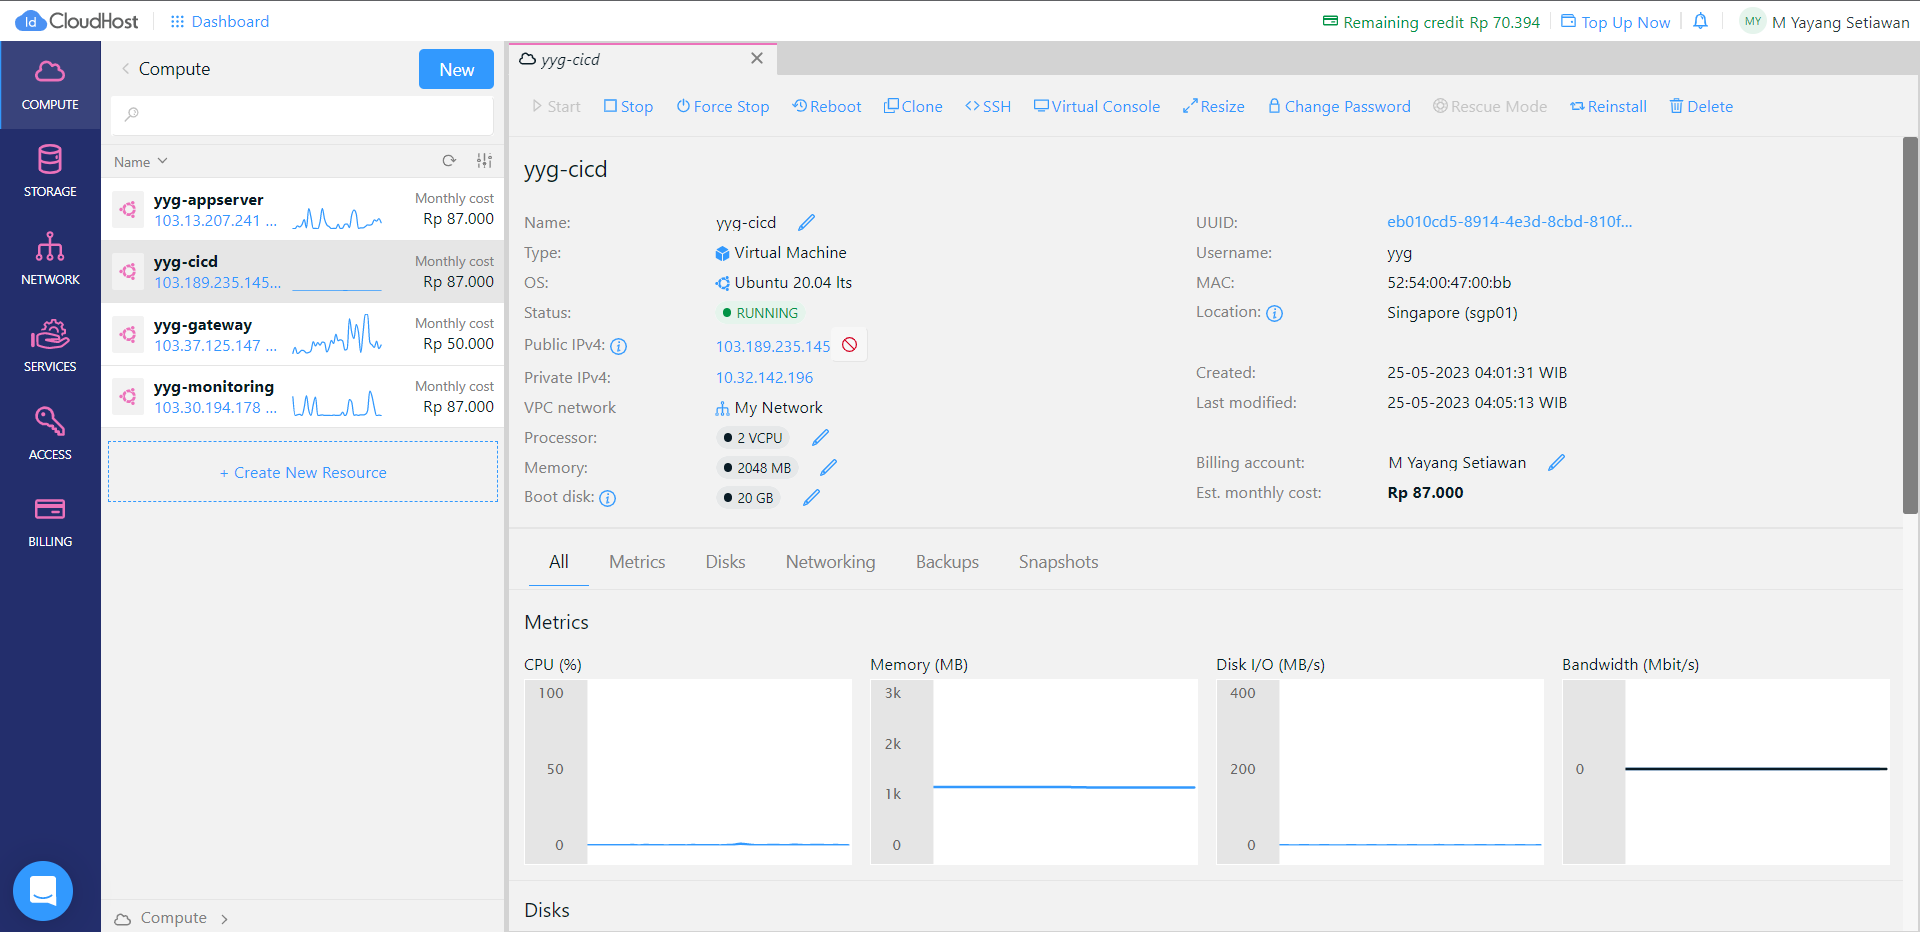 Id CloudHost
Dashboard
Remaining credit Rp 70.394
Top Up Now
MY
M Yayang Setiawan
COMPUTE
STORAGE
NETWORK
SERVICES
ACCESS
BILLING
Compute
New
Name
yyg-appserver
103.13.207.241 ...
Monthly cost
Rp 87.000
yyg-cicd
103.189.235.145...
Monthly cost
Rp 87.000
yyg-gateway
103.37.125.147 ...
Monthly cost
Rp 50.000
yyg-monitoring
103.30.194.178 ...
Monthly cost
Rp 87.000
+ Create New Resource
Compute
yyg-cicd
Start
Stop
Force Stop
Reboot
Clone
SSH
Virtual Console
Resize
Change Password
Rescue Mode
Reinstall
Delete
yyg-cicd
Name: yyg-cicd
Type: Virtual Machine
OS: Ubuntu 20.04 lts
Status: RUNNING
Public IPv4: 103.189.235.145
Private IPv4: 10.32.142.196
VPC network My Network
Processor: 2 VCPU
Memory: 2048 MB
Boot disk: 20 GB
UUID: eb010cd5-8914-4e3d-8cbd-810f...
Username: yyg
MAC: 52:54:00:47:00:bb
Location: Singapore (sgp01)
Created: 25-05-2023 04:01:31 WIB
Last modified: 25-05-2023 04:05:13 WIB
Billing account: M Yayang Setiawan
Est. monthly cost: Rp 87.000
All
Metrics
Disks
Networking
Backups
Snapshots
Metrics
CPU (%)
100
50
0
Memory (MB)
3k
2k
1k
0
Disk I/O (MB/s)
400
200
0
Bandwidth (Mbit/s)
0
Disks